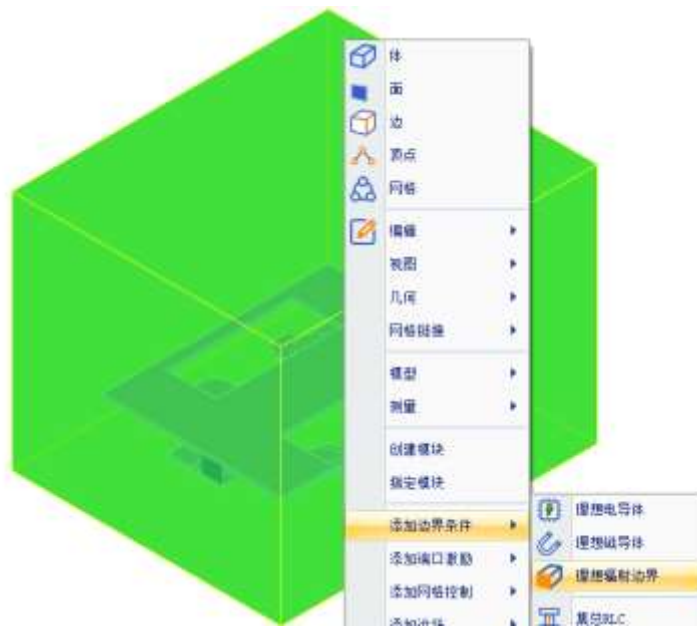 体
面
边
顶点
网格
编辑
视图
几何
网格链接
模型
测量
创建模块
指定模块
添加边界条件
添加端口激励
添加网格控制
理想电导体
理想磁导体
理想辐射边界
集总RLC